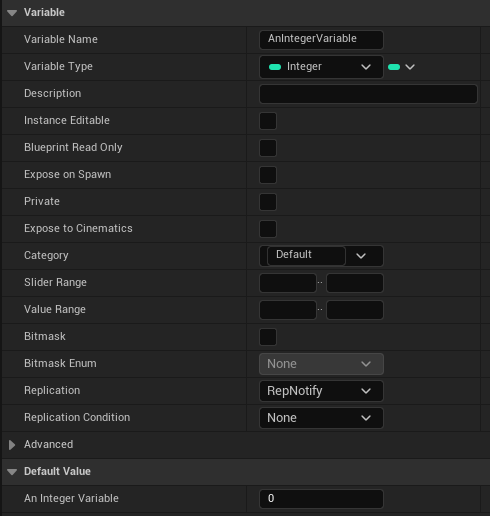 Variable
Variable Name AnIntegerVariable
Variable Type Integer
Description
Instance Editable
Blueprint Read Only
Expose on Spawn
Private
Expose to Cinematics
Category Default
Slider Range ..
Value Range ..
Bitmask
Bitmask Enum None
Replication RepNotify
Replication Condition None
Advanced
Default Value
An Integer Variable 0